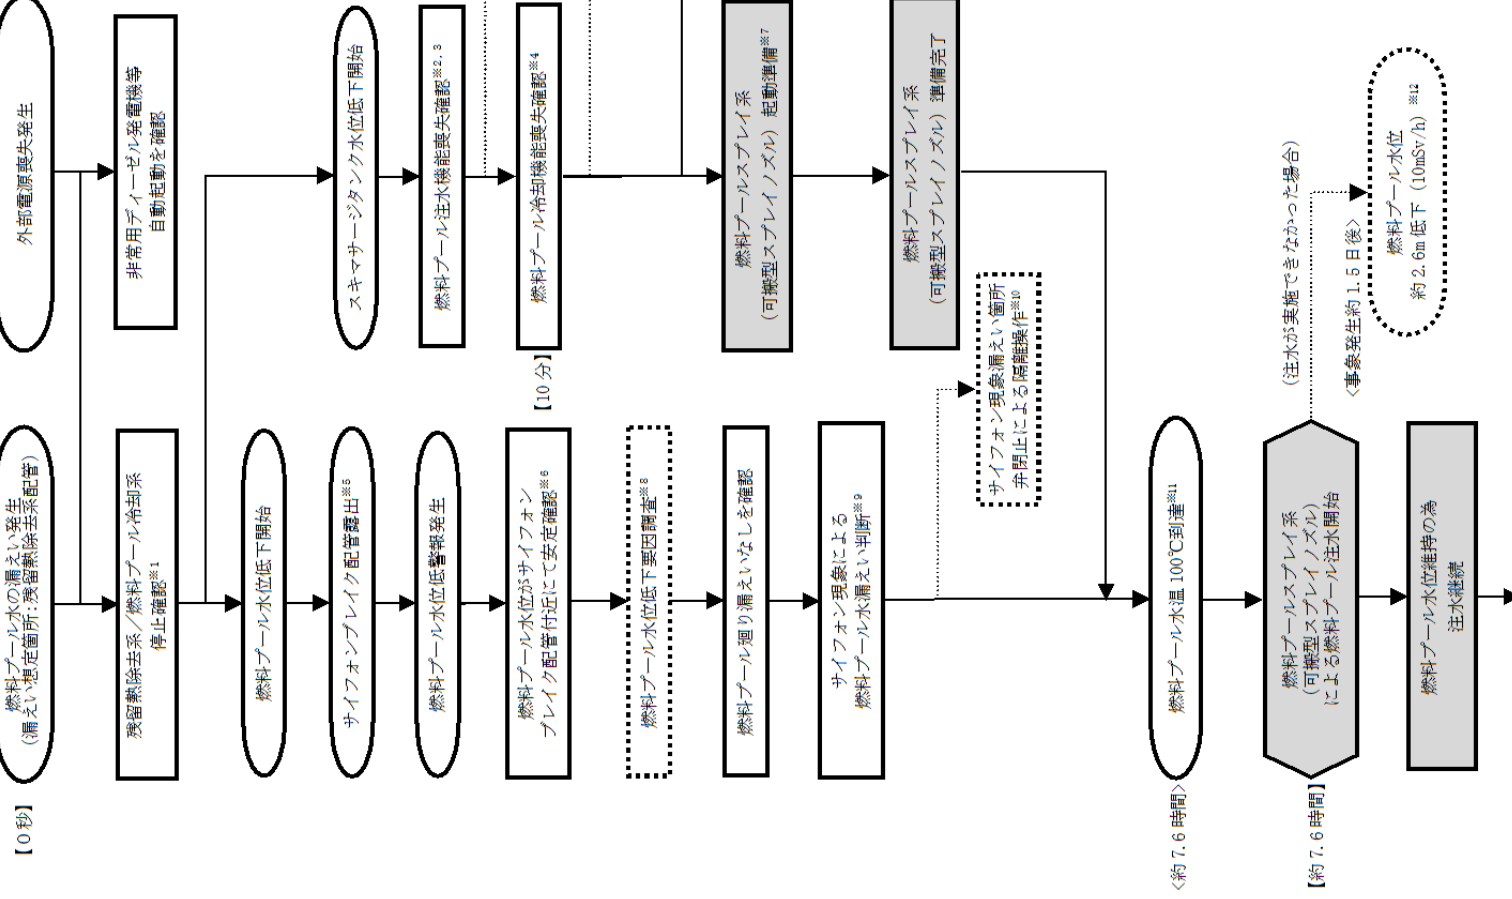 【0秒】
燃料プール水の漏えい発生
(漏えい想定箇所:残留熱除去系配管)
外部電源喪失発生
残留熱除去系／燃料プール冷却系
停止確認※1
非常用ディーゼル発電機等
自動起動を確認
燃料プール水位低下開始
サイフォンブレイク配管露出※5
スキマサージタンク水位低下開始
燃料プール水位低警報発生
燃料プール注水機能喪失確認※2,3
燃料プール水位がサイフォン
ブレイク配管付近にて安定確認※6
【10分】
燃料プール冷却機能喪失確認※4
燃料プール水位低下要因調査※8
燃料プール廻り漏えいなしを確認
燃料プールスプレイ系
(可搬型スプレイノズル) 起動準備※7
サイフォン現象による
燃料プール水漏えい判断※9
燃料プールスプレイ系
(可搬型スプレイノズル) 準備完了
サイフォン現象漏えい箇所
弁閉止による隔離操作※10
<約7.6時間>
燃料プール水温100℃到達※11
【約7.6時間】
燃料プールスプレイ系
(可搬型スプレイノズル)
による燃料プール注水開始
(注水が実施できなかった場合)
<事象発生約1.5日後>
燃料プール水位
約2.6m低下 (10mSv/h) ※12
燃料プール水位維持の為
注水継続